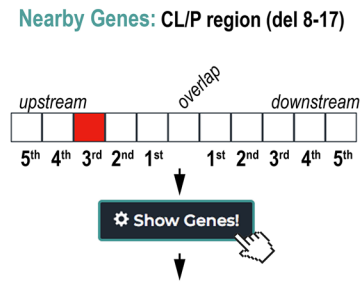 Nearby Genes: CL/P region (del 8-17)
upstream overlap downstream
5th 4th 3rd 2nd 1st 1st 2nd 3rd 4th 5th
Show Genes!